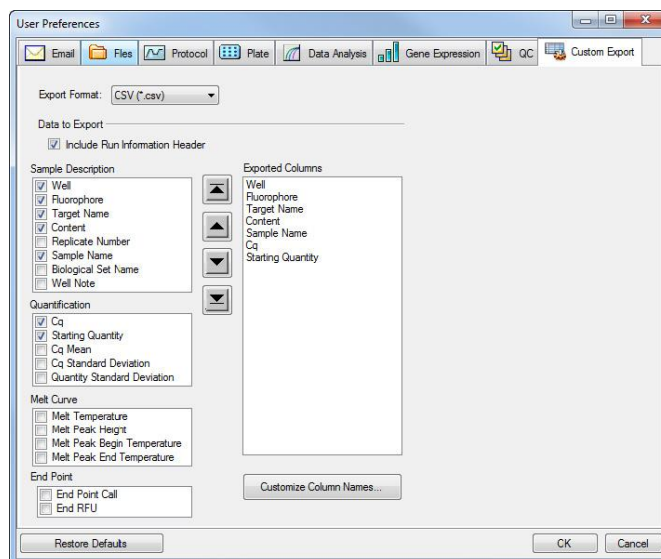 User Preferences
Email Files Protocol Plate Data Analysis Gene Expression QC Custom Export
Export Format: CSV (*.csv)
Data to Export
Include Run Information Header
Sample Description
Well
Fluorophore
Target Name
Content
Replicate Number
Sample Name
Biological Set Name
Well Note
Exported Columns
Well
Fluorophore
Target Name
Content
Sample Name
Cq
Starting Quantity
Quantification
Cq
Starting Quantity
Cq Mean
Cq Standard Deviation
Quantity Standard Deviation
Melt Curve
Melt Temperature
Melt Peak Height
Melt Peak Begin Temperature
Melt Peak End Temperature
End Point
End Point Call
End RFU
Customize Column Names...
Restore Defaults OK Cancel